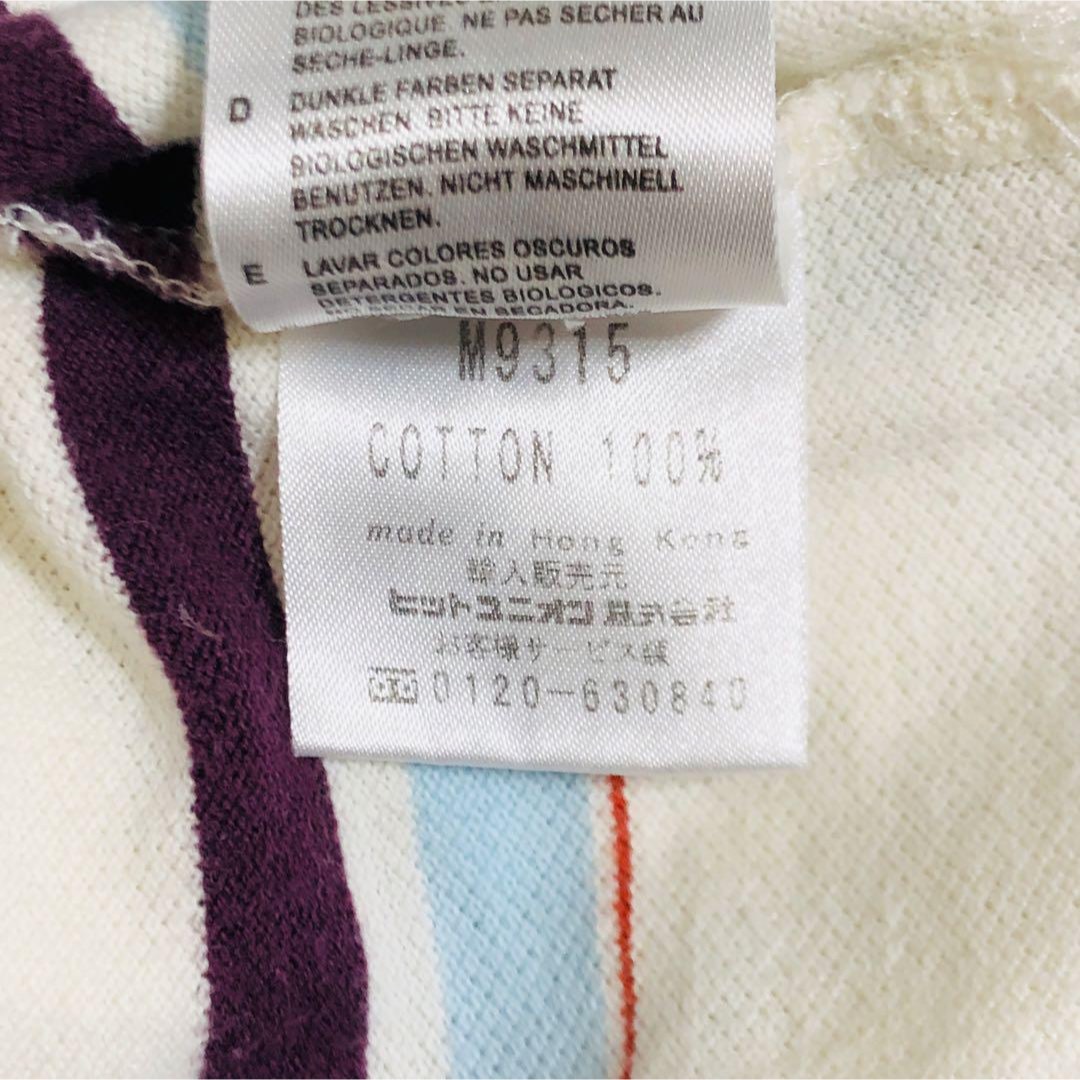 DES LESSIVES
BIOLOGIQUE. NE PAS SECHER AU
SECHE-LINGE.
D DUNKLE FARBEN SEPARAT
WASCHEN. BITTE KEINE
BIOLOGISCHEN WASCHMITTEL
BENUTZEN. NICHT MASCHINELL
TROCKNEN.
E LAVAR COLORES OSCUROS
SEPARADOS. NO USAR
DETERGENTES BIOLOGICOS.
SECADORA.
M9315
COTTON 100%
made in Hong Kong
輸入販売元
ヒットユニオン株式会社
お客様サービス
0120-630840